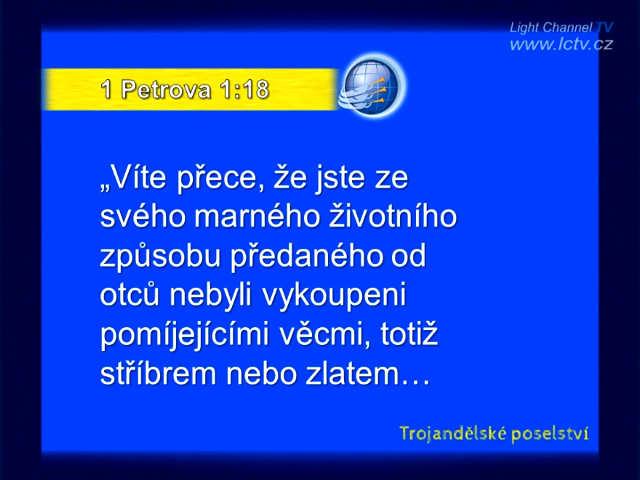 Light Channel TV
www.lctv.cz
1 Petrova 1:18
„Víte přece, že jste ze
svého marného životního
způsobu předaného od
otců nebyli vykoupeni
pomíjejícími věcmi, totiž
stříbrem nebo zlatem…
Trojandělské poselství